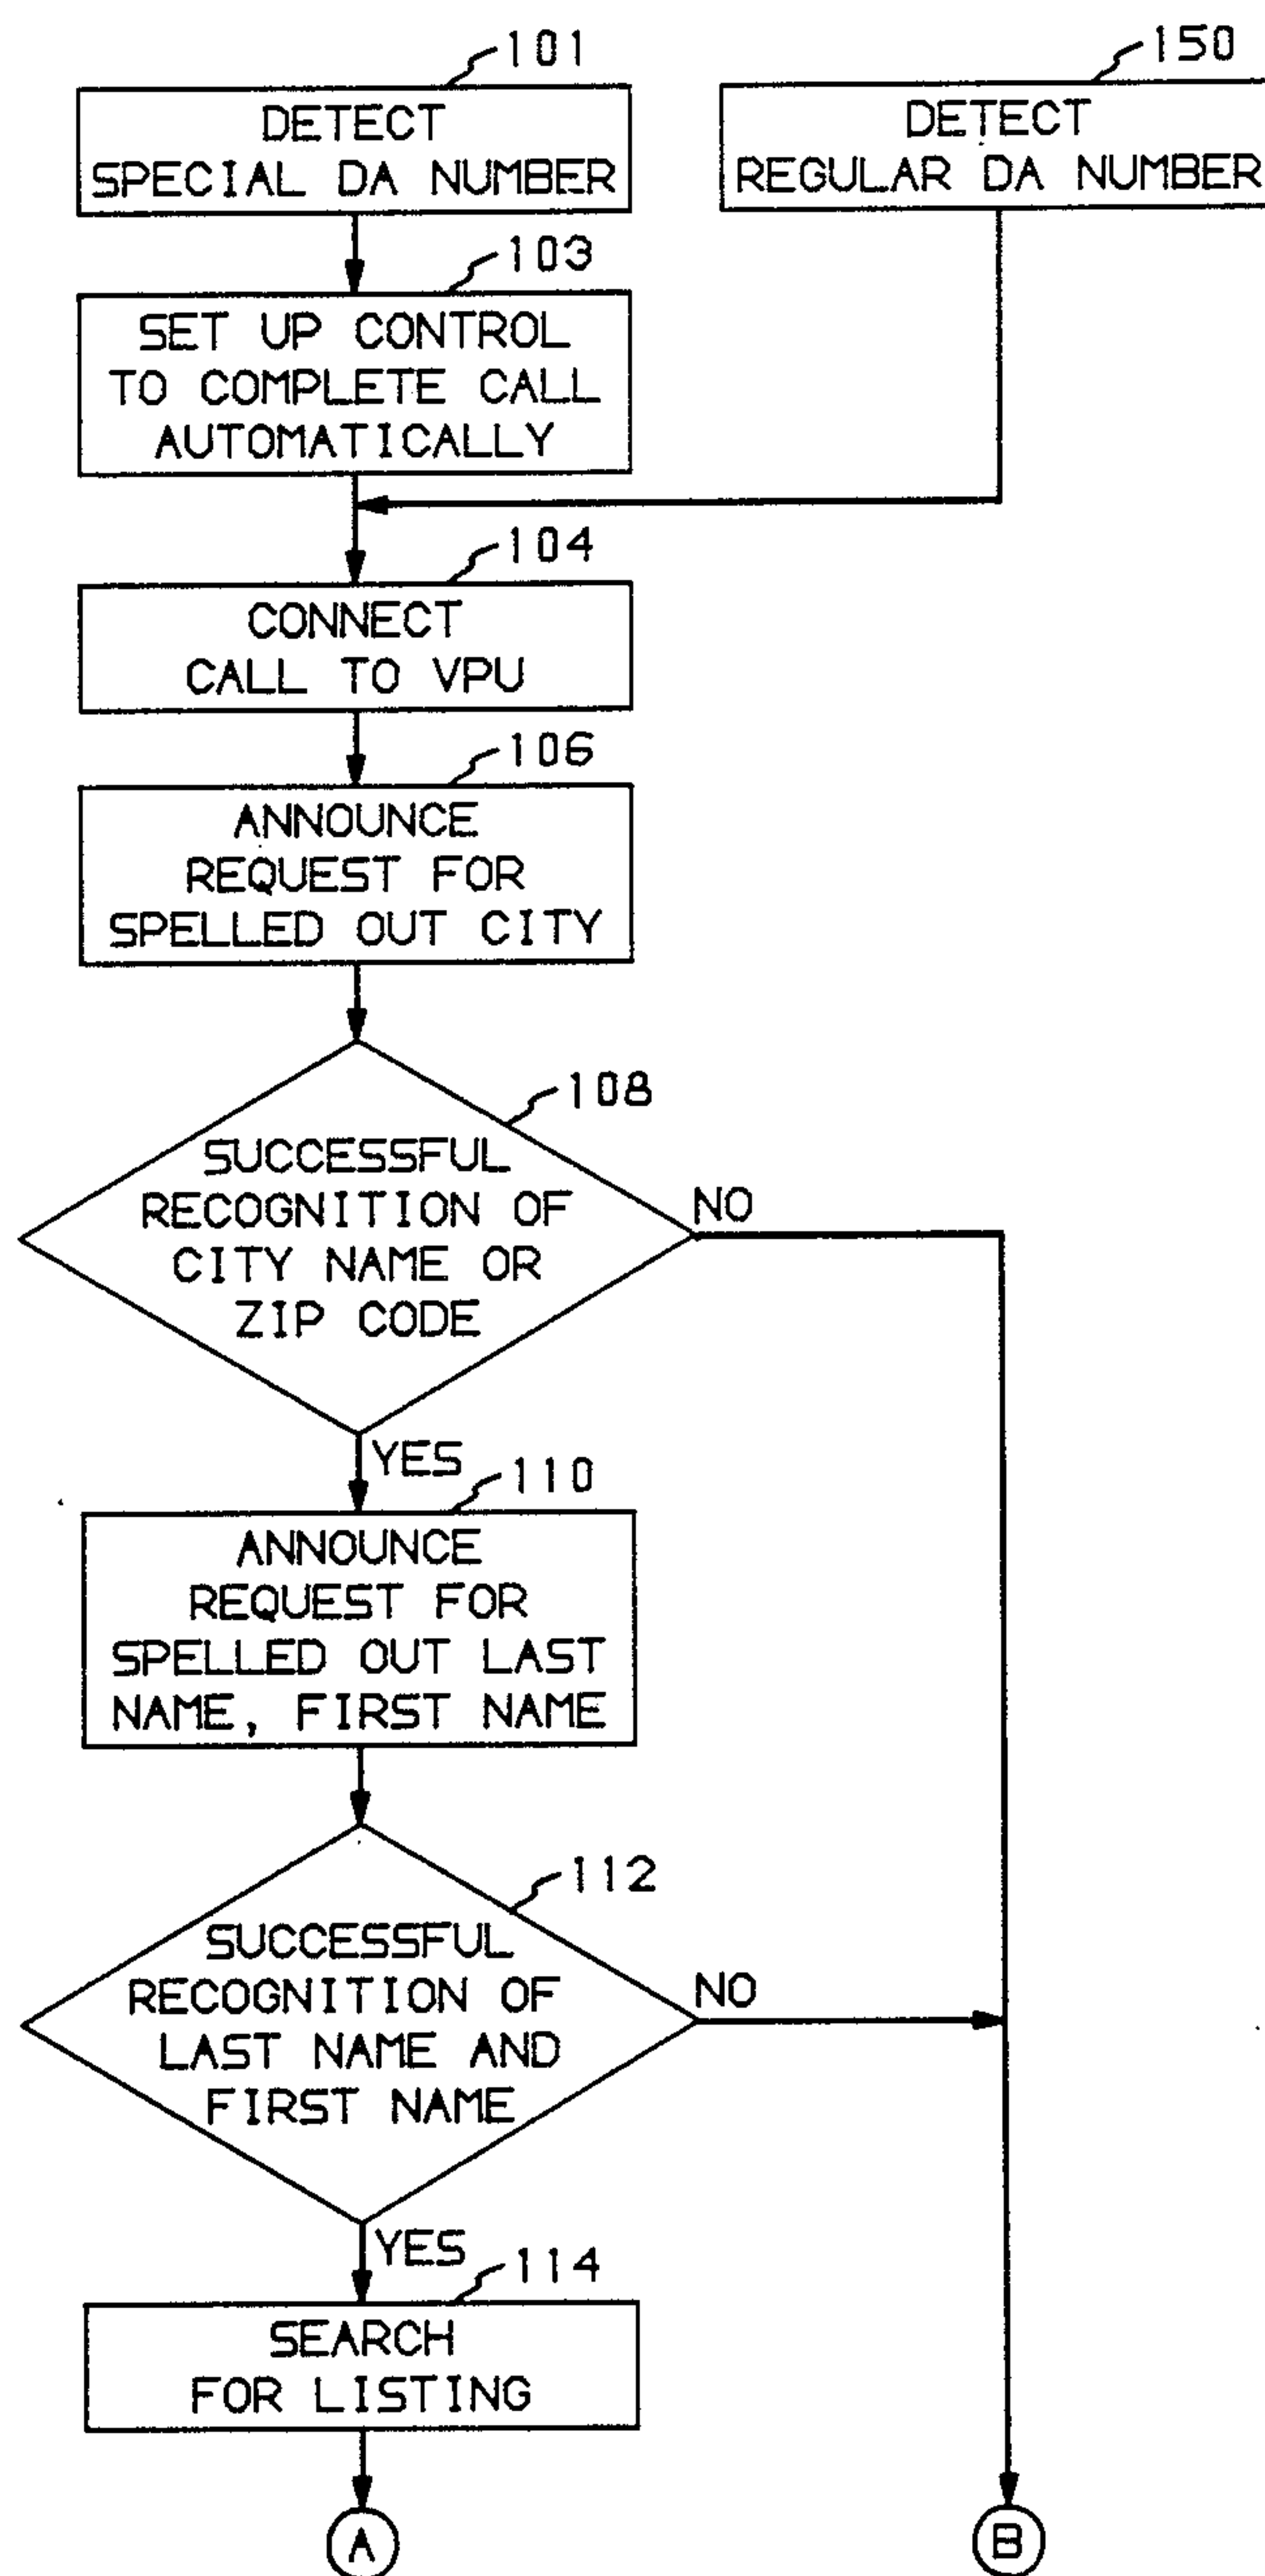 101
DETECT
SPECIAL DA NUMBER
150
DETECT
REGULAR DA NUMBER
103
SET UP CONTROL
TO COMPLETE CALL
AUTOMATICALLY
104
CONNECT
CALL TO VPU
106
ANNOUNCE
REQUEST FOR
SPELLED OUT CITY
108
SUCCESSFUL
RECOGNITION OF
CITY NAME OR
ZIP CODE
NO
YES
110
ANNOUNCE
REQUEST FOR
SPELLED OUT LAST
NAME, FIRST NAME
112
SUCCESSFUL
RECOGNITION OF
LAST NAME AND
FIRST NAME
NO
YES
114
SEARCH
FOR LISTING
A
B